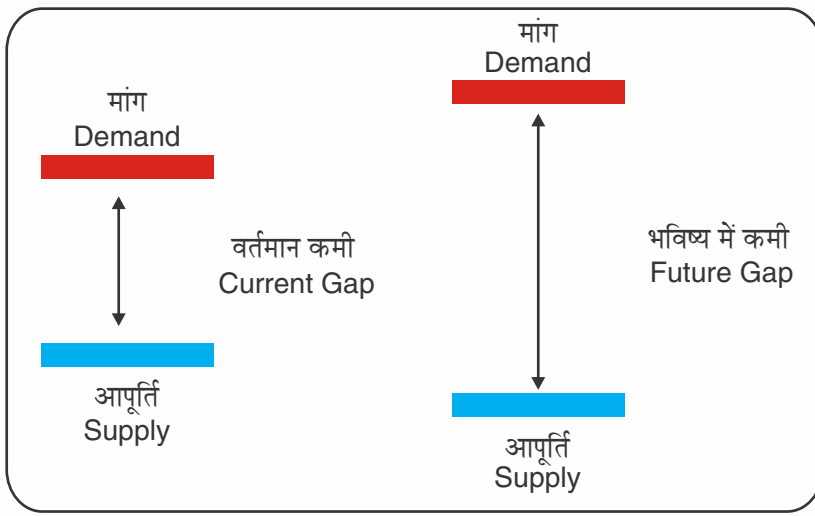 मांग
Demand
वर्तमान कमी
Current Gap
आपूर्ति
Supply
मांग
Demand
भविष्य में कमी
Future Gap
आपूर्ति
Supply